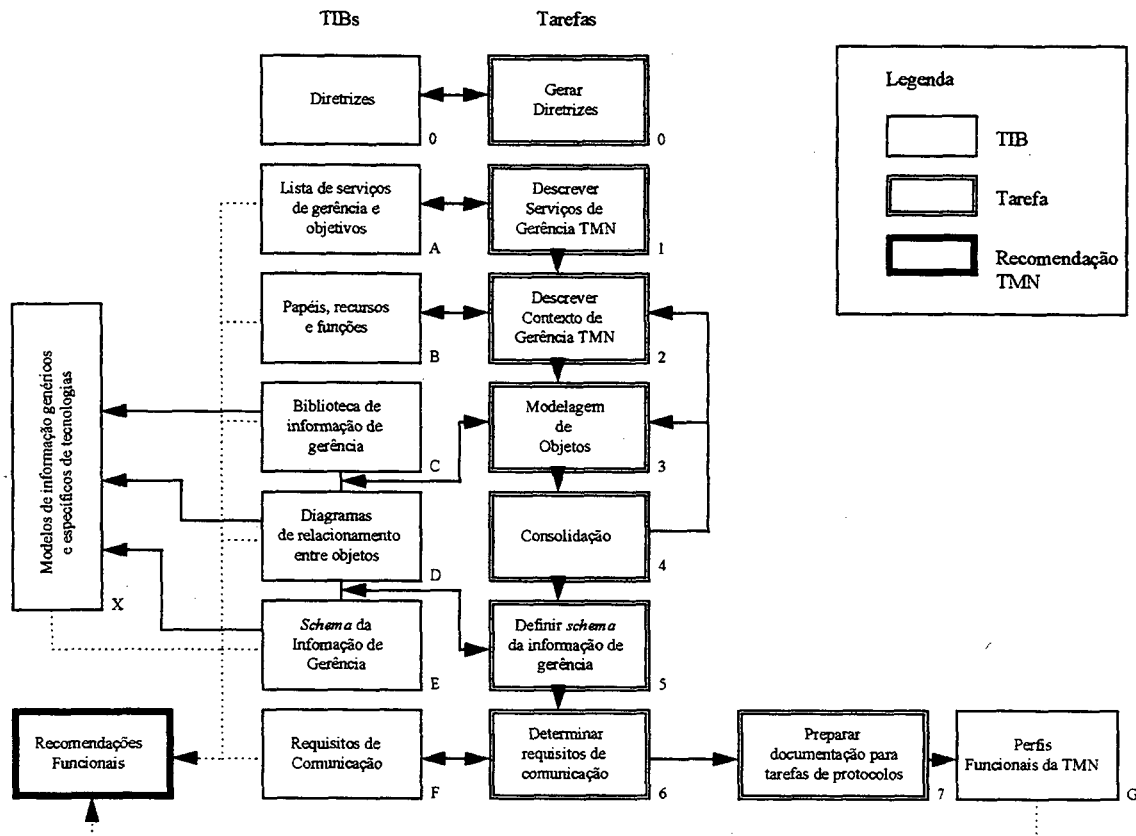 TIBs
Tarefas
Diretrizes
0
Gerar
Diretrizes
0
Lista de serviços
de gerência e
objetivos
A
Descrever
Serviços de
Gerência TMN
1
Papéis, recursos
e funções
B
Descrever
Contexto de
Gerência TMN
2
Biblioteca de
informação de
gerência
C
Modelagem
de
Objetos
3
Diagramas
de relacionamento
entre objetos
D
Consolidação
4
Schema da
Infomação de
Gerência
E
Definir schema
da informação de
gerência
5
Modelos de informação genéricos
e específicos de tecnologias
X
Recomendações
Funcionais
Requisitos de
Comunicação
F
Determinar
requisitos de
comunicação
6
Preparar
documentação para
tarefas de protocolos
7
Perfis
Funcionais da TMN
G
Legenda
TIB
Tarefa
Recomendação
TMN